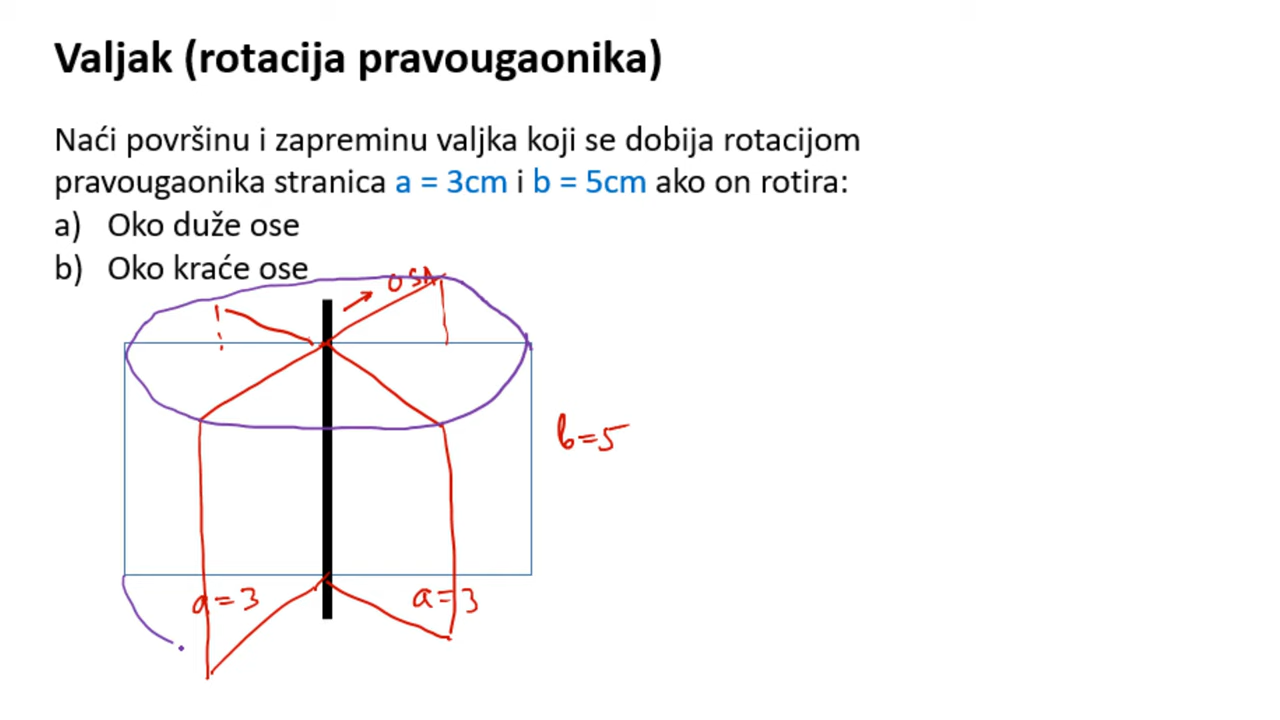 Valjak (rotacija pravougaonika)
Naći površinu i zapreminu valjka koji se dobija rotacijom
pravougaonika stranica a = 3cm i b = 5cm ako on rotira:
a) Oko duže ose
b) Oko kraće ose
OSA
b=5
a=3
a=3